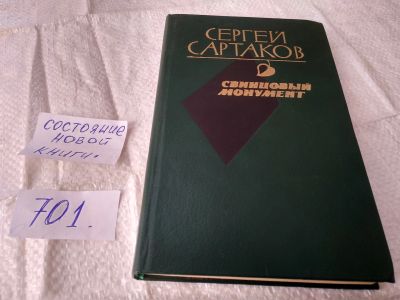 СЕРГЕЙ
САРТАКОВ
СВИНЦОВЫЙ
МОНУМЕНТ
СОСТОЯНИЕ
НОВОЙ
КНИГИ.
701.